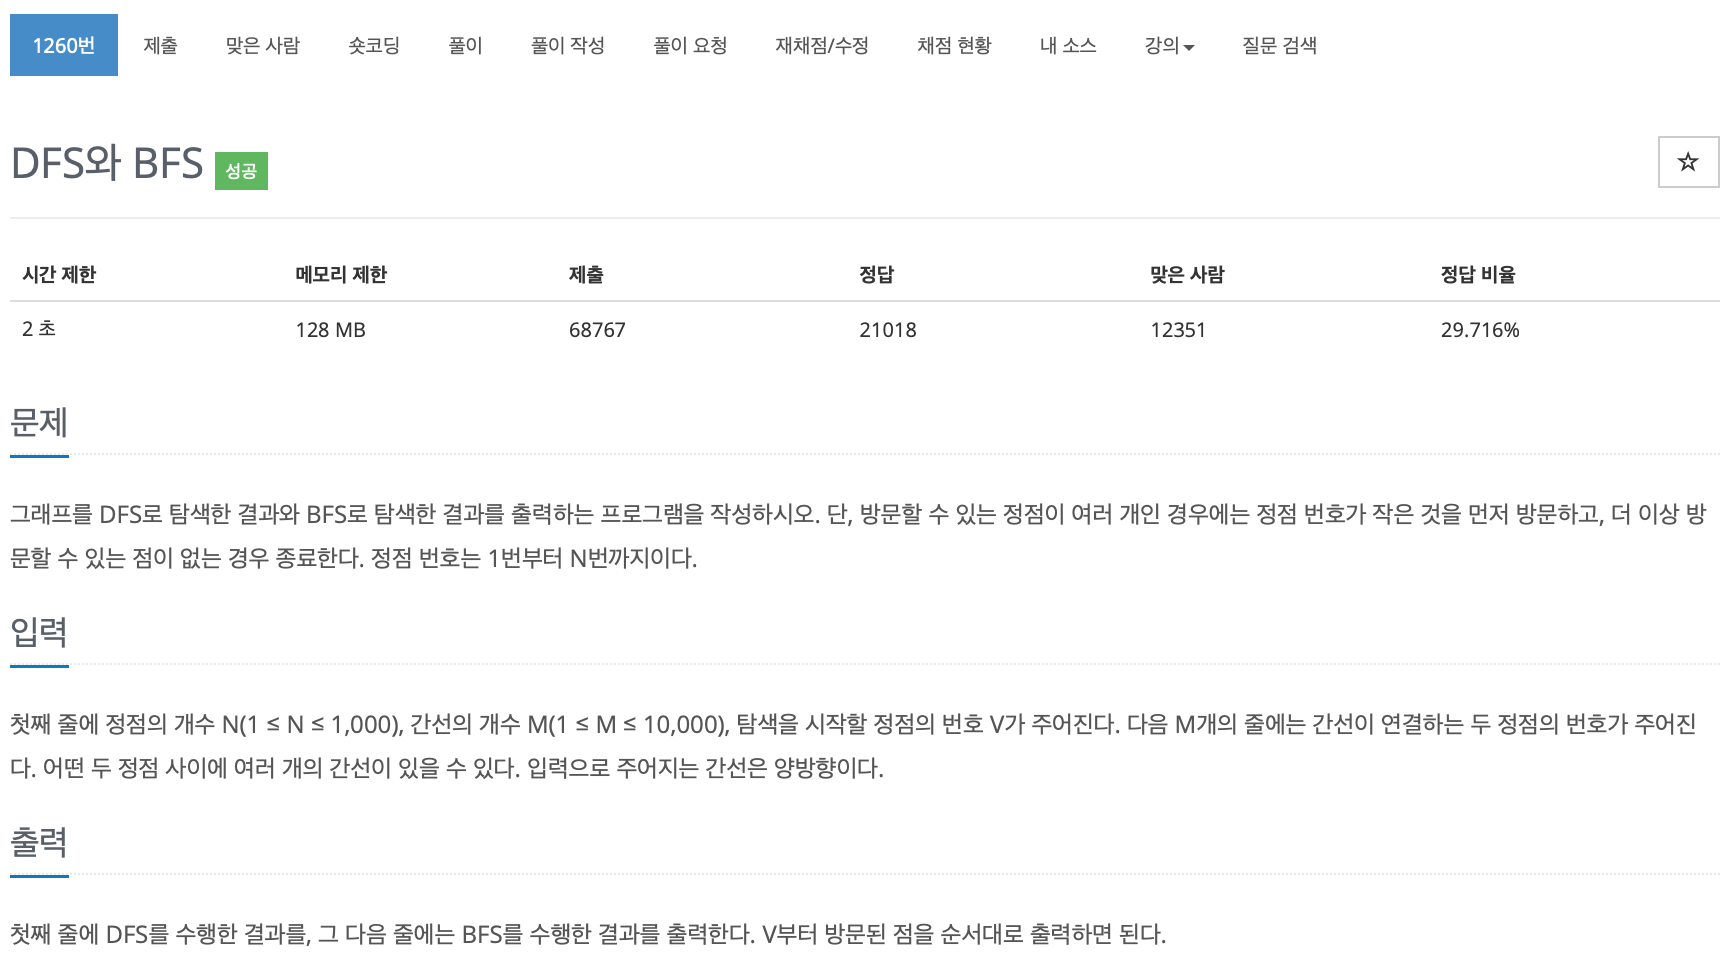 1260번 제출 맞은 사람 숏코딩 풀이 풀이 작성 풀이 요청 재채점/수정 채점 현황 내 소스 강의 질문 검색
DFS와 BFS 성공
시간 제한 메모리 제한 제출 정답 맞은 사람 정답 비율
2 초 128 MB 68767 21018 12351 29.716%
문제
그래프를 DFS로 탐색한 결과와 BFS로 탐색한 결과를 출력하는 프로그램을 작성하시오. 단, 방문할 수 있는 정점이 여러 개인 경우에는 정점 번호가 작은 것을 먼저 방문하고, 더 이상 방
문할 수 있는 점이 없는 경우 종료한다. 정점 번호는 1번부터 N번까지이다.
입력
첫째 줄에 정점의 개수 N(1 ≤ N ≤ 1,000), 간선의 개수 M(1 ≤ M ≤ 10,000), 탐색을 시작할 정점의 번호 V가 주어진다. 다음 M개의 줄에는 간선이 연결하는 두 정점의 번호가 주어진
다. 어떤 두 정점 사이에 여러 개의 간선이 있을 수 있다. 입력으로 주어지는 간선은 양방향이다.
출력
첫째 줄에 DFS를 수행한 결과를, 그 다음 줄에는 BFS를 수행한 결과를 출력한다. V부터 방문된 점을 순서대로 출력하면 된다.